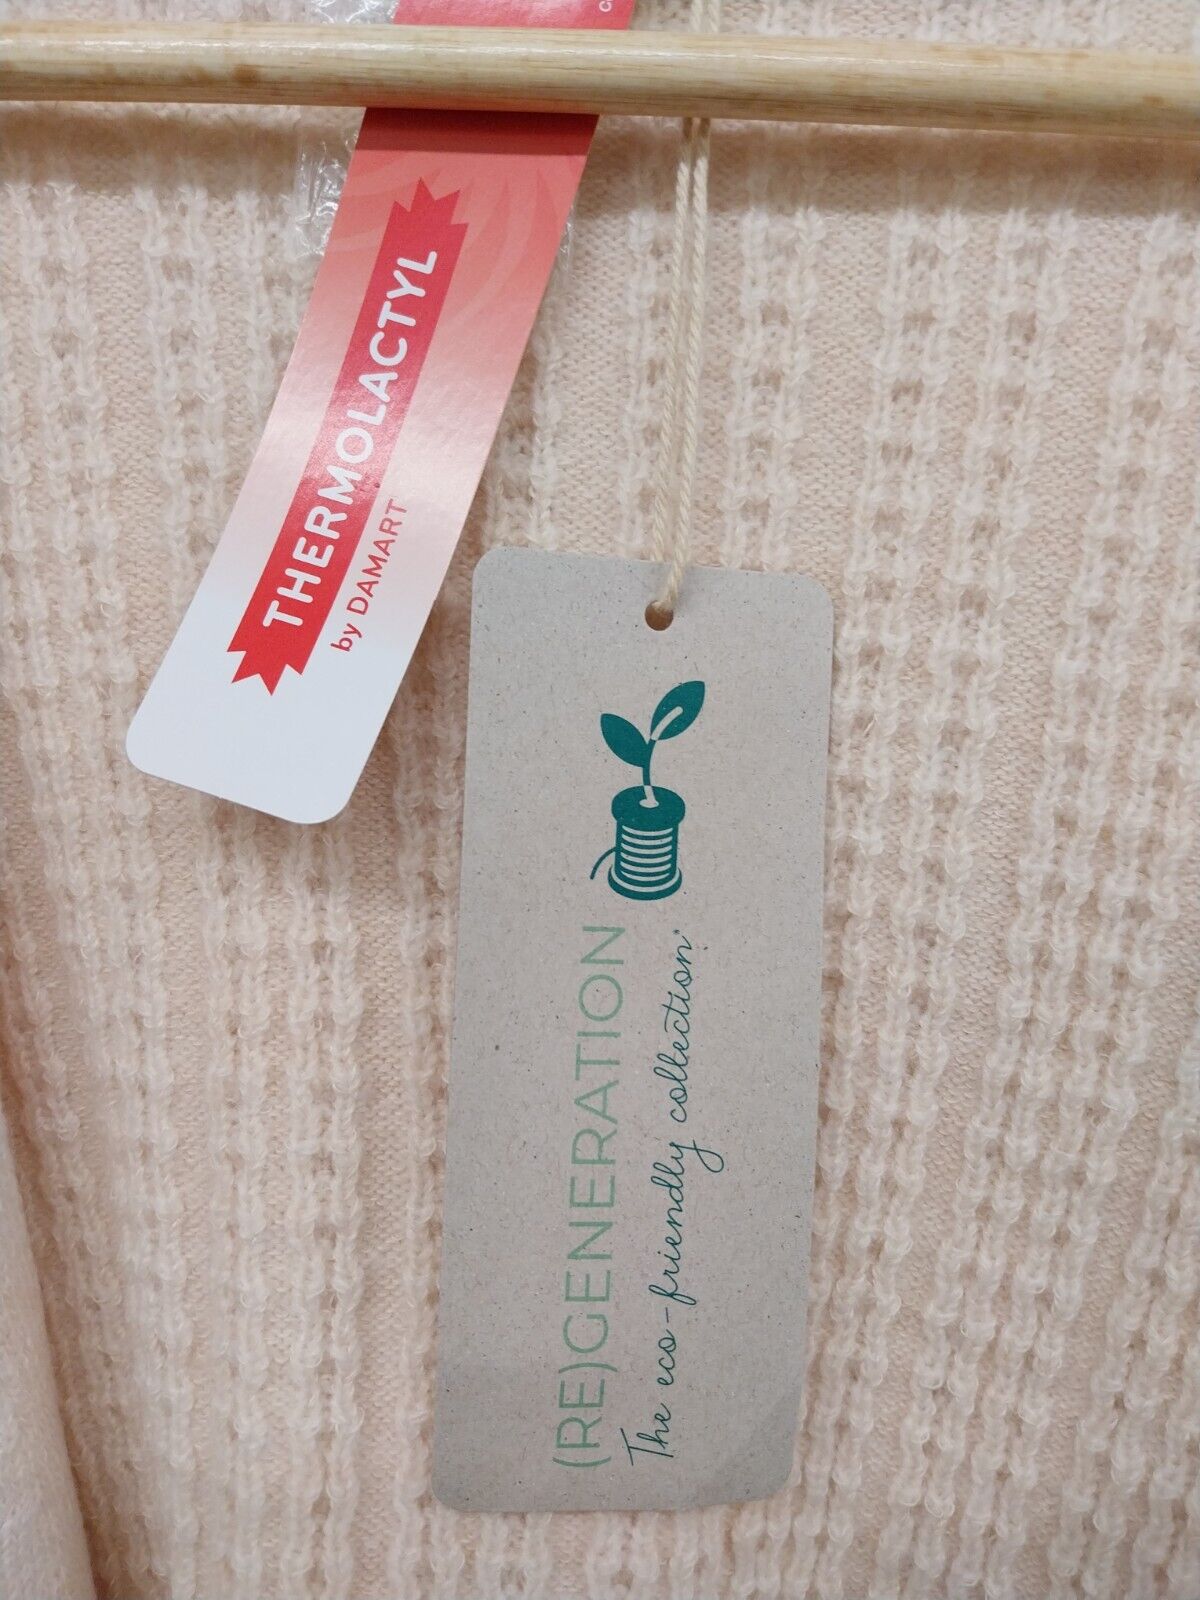 THERMOLACTYL
by DAMART
(RE)GENERATION
The eco-friendly collection*